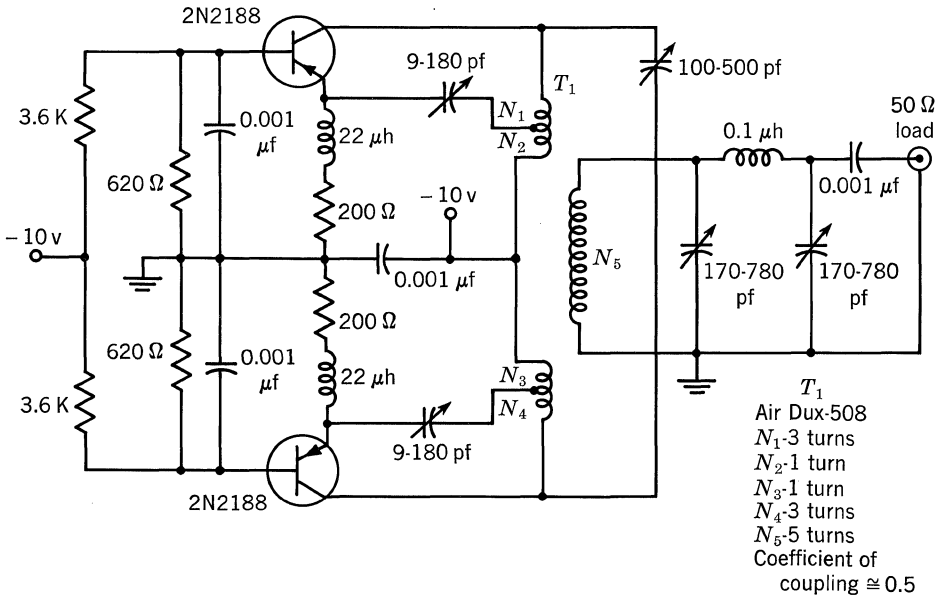 2N2188
9-180 pf
100-500 pf
T₁
50 Ω
load
3.6 K
0.001
μf
22 μh
N₁
N₂
0.1 μh
620 Ω
200 Ω
- 10 v
0.001 μf
- 10 v
N₅
0.001 μf
170-780
pf
170-780
pf
200 Ω
620 Ω
0.001
μf
22 μh
N₃
N₄
3.6 K
9-180 pf
2N2188
T₁
Air Dux-508
N₁-3 turns
N₂-1 turn
N₃-1 turn
N₄-3 turns
N₅-5 turns
Coefficient of
coupling ≅ 0.5